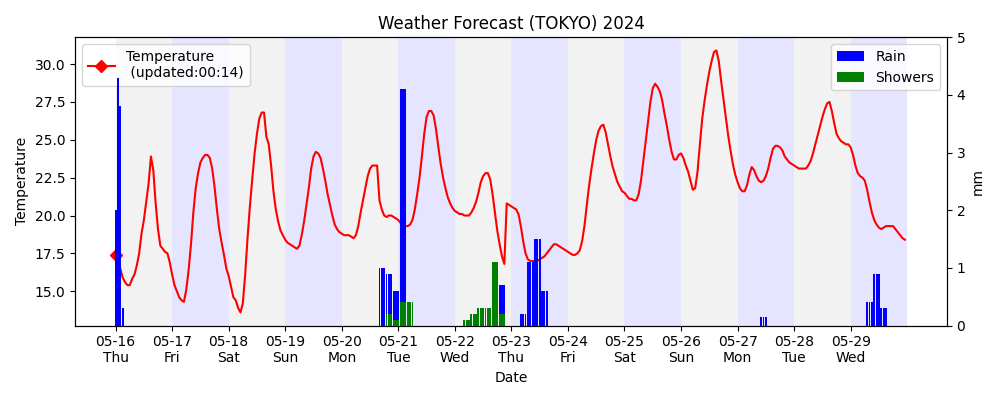 Weather Forecast (TOKYO) 2024
Temperature
(updated:00:14)
Rain
Showers
30.0
27.5
25.0
22.5
20.0
17.5
15.0
Temperature
5
4
3
2
1
0
mm
05-16 05-17 05-18 05-19 05-20 05-21 05-22 05-23 05-24 05-25 05-26 05-27 05-28 05-29
Thu Fri Sat Sun Mon Tue Wed Thu Fri Sat Sun Mon Tue Wed
Date